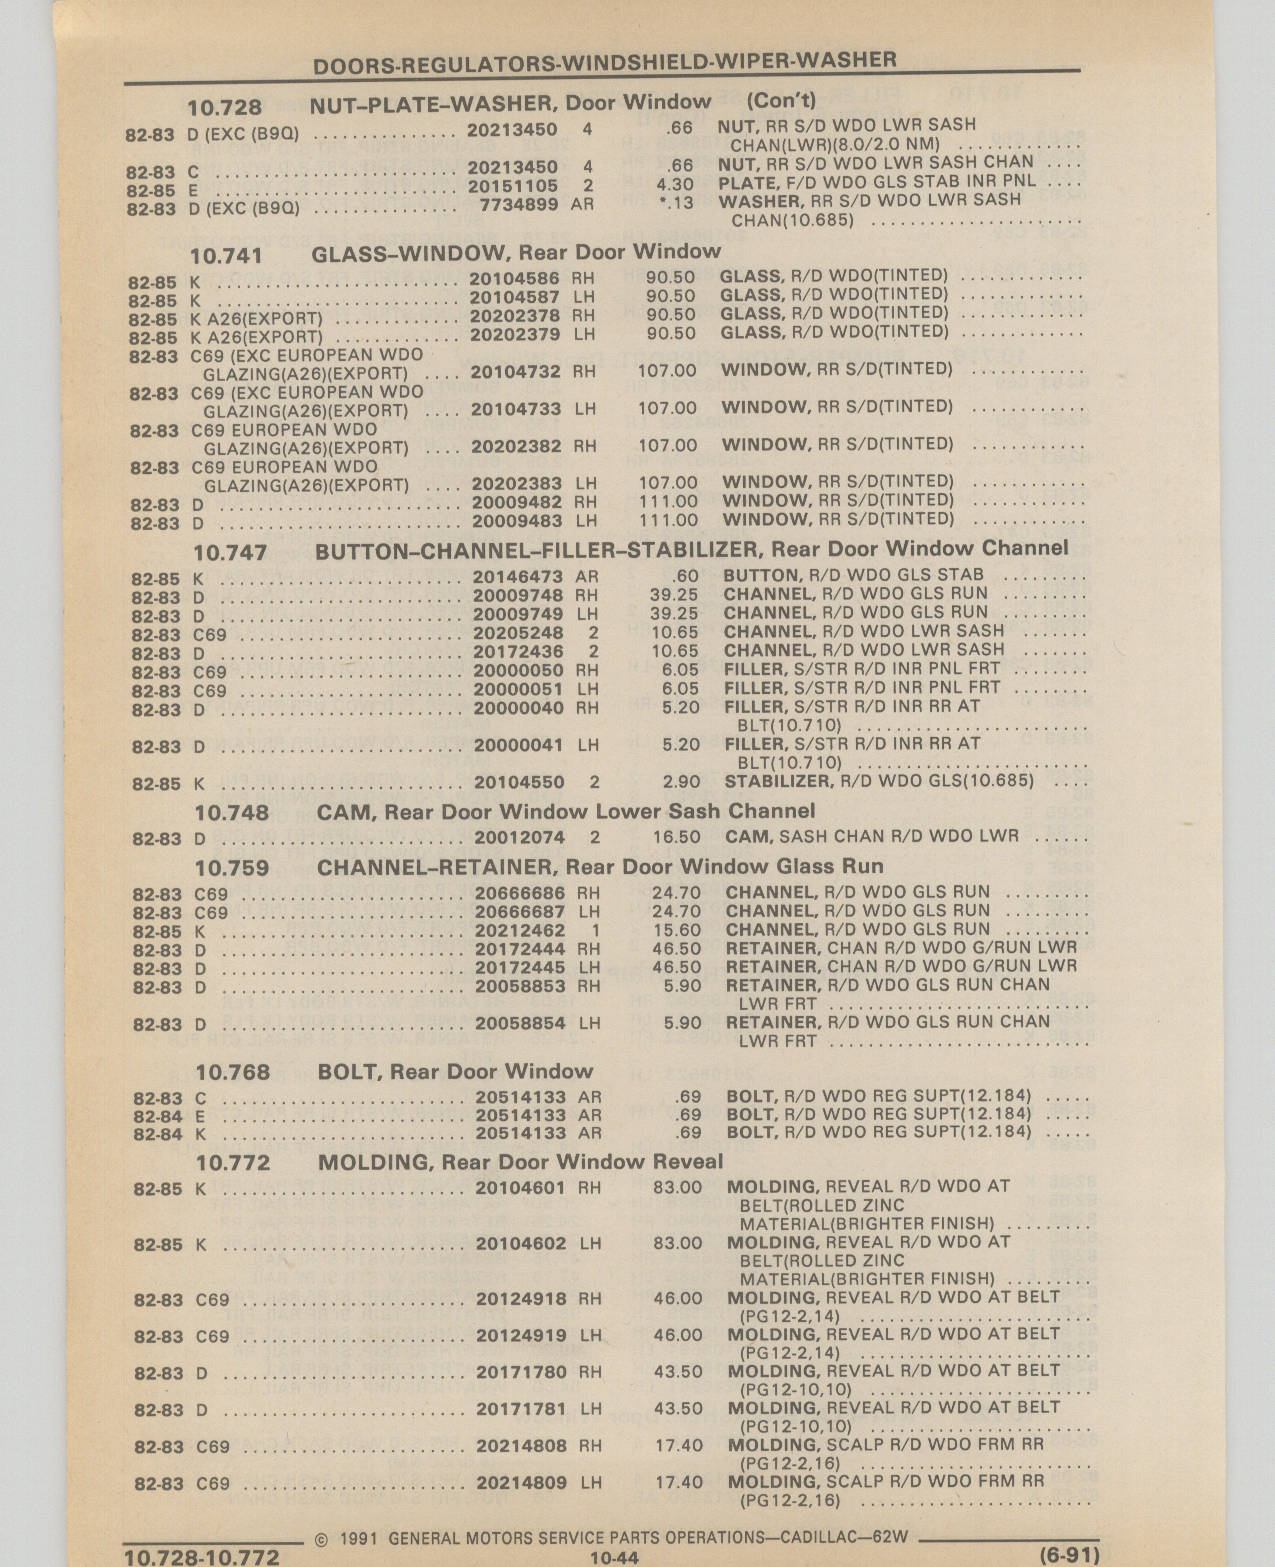 DOORS-REGULATORS-WINDSHIELD-WIPER-WASHER
10.728 NUT–PLATE–WASHER, Door Window (Con't)
82-83 D (EXC (B9Q) .............. 20213450 4 .66 NUT, RR S/D WDO LWR SASH
CHAN(LWR)(8.0/2.0 NM) ............
82-83 C ........................ 20213450 4 .66 NUT, RR S/D WDO LWR SASH CHAN ....
82-85 E ........................ 20151105 2 4.30 PLATE, F/D WDO GLS STAB INR PNL ....
82-83 D (EXC (B9Q) .............. 7734899 AR *.13 WASHER, RR S/D WDO LWR SASH
CHAN(10.685) .....................
10.741 GLASS–WINDOW, Rear Door Window
82-85 K ........................ 20104586 RH 90.50 GLASS, R/D WDO(TINTED) ............
82-85 K ........................ 20104587 LH 90.50 GLASS, R/D WDO(TINTED) ............
82-85 K A26(EXPORT) ............ 20202378 RH 90.50 GLASS, R/D WDO(TINTED) ............
82-85 K A26(EXPORT) ............ 20202379 LH 90.50 GLASS, R/D WDO(TINTED) ............
82-83 C69 (EXC EUROPEAN WDO
GLAZING(A26)(EXPORT) .... 20104732 RH 107.00 WINDOW, RR S/D(TINTED) ...........
82-83 C69 (EXC EUROPEAN WDO
GLAZING(A26)(EXPORT) .... 20104733 LH 107.00 WINDOW, RR S/D(TINTED) ...........
82-83 C69 EUROPEAN WDO
GLAZING(A26)(EXPORT) .... 20202382 RH 107.00 WINDOW, RR S/D(TINTED) ...........
82-83 C69 EUROPEAN WDO
GLAZING(A26)(EXPORT) .... 20202383 LH 107.00 WINDOW, RR S/D(TINTED) ...........
82-83 D ........................ 20009482 RH 111.00 WINDOW, RR S/D(TINTED) ...........
82-83 D ........................ 20009483 LH 111.00 WINDOW, RR S/D(TINTED) ...........
10.747 BUTTON–CHANNEL–FILLER–STABILIZER, Rear Door Window Channel
82-85 K ........................ 20146473 AR .60 BUTTON, R/D WDO GLS STAB .........
82-83 D ........................ 20009748 RH 39.25 CHANNEL, R/D WDO GLS RUN .........
82-83 D ........................ 20009749 LH 39.25 CHANNEL, R/D WDO GLS RUN .........
82-83 C69 ...................... 20205248 2 10.65 CHANNEL, R/D WDO LWR SASH .......
82-83 D ........................ 20172436 2 10.65 CHANNEL, R/D WDO LWR SASH .......
82-83 C69 ...................... 20000050 RH 6.05 FILLER, S/STR R/D INR PNL FRT ........
82-83 C69 ...................... 20000051 LH 6.05 FILLER, S/STR R/D INR PNL FRT ........
82-83 D ........................ 20000040 RH 5.20 FILLER, S/STR R/D INR RR AT
BLT(10.710) .......................
82-83 D ........................ 20000041 LH 5.20 FILLER, S/STR R/D INR RR AT
BLT(10.710) .......................
82-85 K ........................ 20104550 2 2.90 STABILIZER, R/D WDO GLS(10.685) ....
10.748 CAM, Rear Door Window Lower Sash Channel
82-83 D ........................ 20012074 2 16.50 CAM, SASH CHAN R/D WDO LWR ......
10.759 CHANNEL–RETAINER, Rear Door Window Glass Run
82-83 C69 ...................... 20666686 RH 24.70 CHANNEL, R/D WDO GLS RUN .........
82-83 C69 ...................... 20666687 LH 24.70 CHANNEL, R/D WDO GLS RUN .........
82-85 K ........................ 20212462 1 15.60 CHANNEL, R/D WDO GLS RUN .........
82-83 D ........................ 20172444 RH 46.50 RETAINER, CHAN R/D WDO G/RUN LWR
82-83 D ........................ 20172445 LH 46.50 RETAINER, CHAN R/D WDO G/RUN LWR
82-83 D ........................ 20058853 RH 5.90 RETAINER, R/D WDO GLS RUN CHAN
LWR FRT ..........................
82-83 D ........................ 20058854 LH 5.90 RETAINER, R/D WDO GLS RUN CHAN
LWR FRT ..........................
10.768 BOLT, Rear Door Window
82-83 C ........................ 20514133 AR .69 BOLT, R/D WDO REG SUPT(12.184) .....
82-84 E ........................ 20514133 AR .69 BOLT, R/D WDO REG SUPT(12.184) .....
82-84 K ........................ 20514133 AR .69 BOLT, R/D WDO REG SUPT(12.184) .....
10.772 MOLDING, Rear Door Window Reveal
82-85 K ........................ 20104601 RH 83.00 MOLDING, REVEAL R/D WDO AT
BELT(ROLLED ZINC
MATERIAL(BRIGHTER FINISH) ........
82-85 K ........................ 20104602 LH 83.00 MOLDING, REVEAL R/D WDO AT
BELT(ROLLED ZINC
MATERIAL(BRIGHTER FINISH) ........
82-83 C69 ...................... 20124918 RH 46.00 MOLDING, REVEAL R/D WDO AT BELT
(PG12-2,14) .......................
82-83 C69 ...................... 20124919 LH 46.00 MOLDING, REVEAL R/D WDO AT BELT
(PG12-2,14) .......................
82-83 D ........................ 20171780 RH 43.50 MOLDING, REVEAL R/D WDO AT BELT
(PG12-10,10) ......................
82-83 D ........................ 20171781 LH 43.50 MOLDING, REVEAL R/D WDO AT BELT
(PG12-10,10) ......................
82-83 C69 ...................... 20214808 RH 17.40 MOLDING, SCALP R/D WDO FRM RR
(PG12-2,16) .......................
82-83 C69 ...................... 20214809 LH 17.40 MOLDING, SCALP R/D WDO FRM RR
(PG12-2,16) .......................
© 1991 GENERAL MOTORS SERVICE PARTS OPERATIONS—CADILLAC—62W
10.728-10.772 10-44 (6-91)